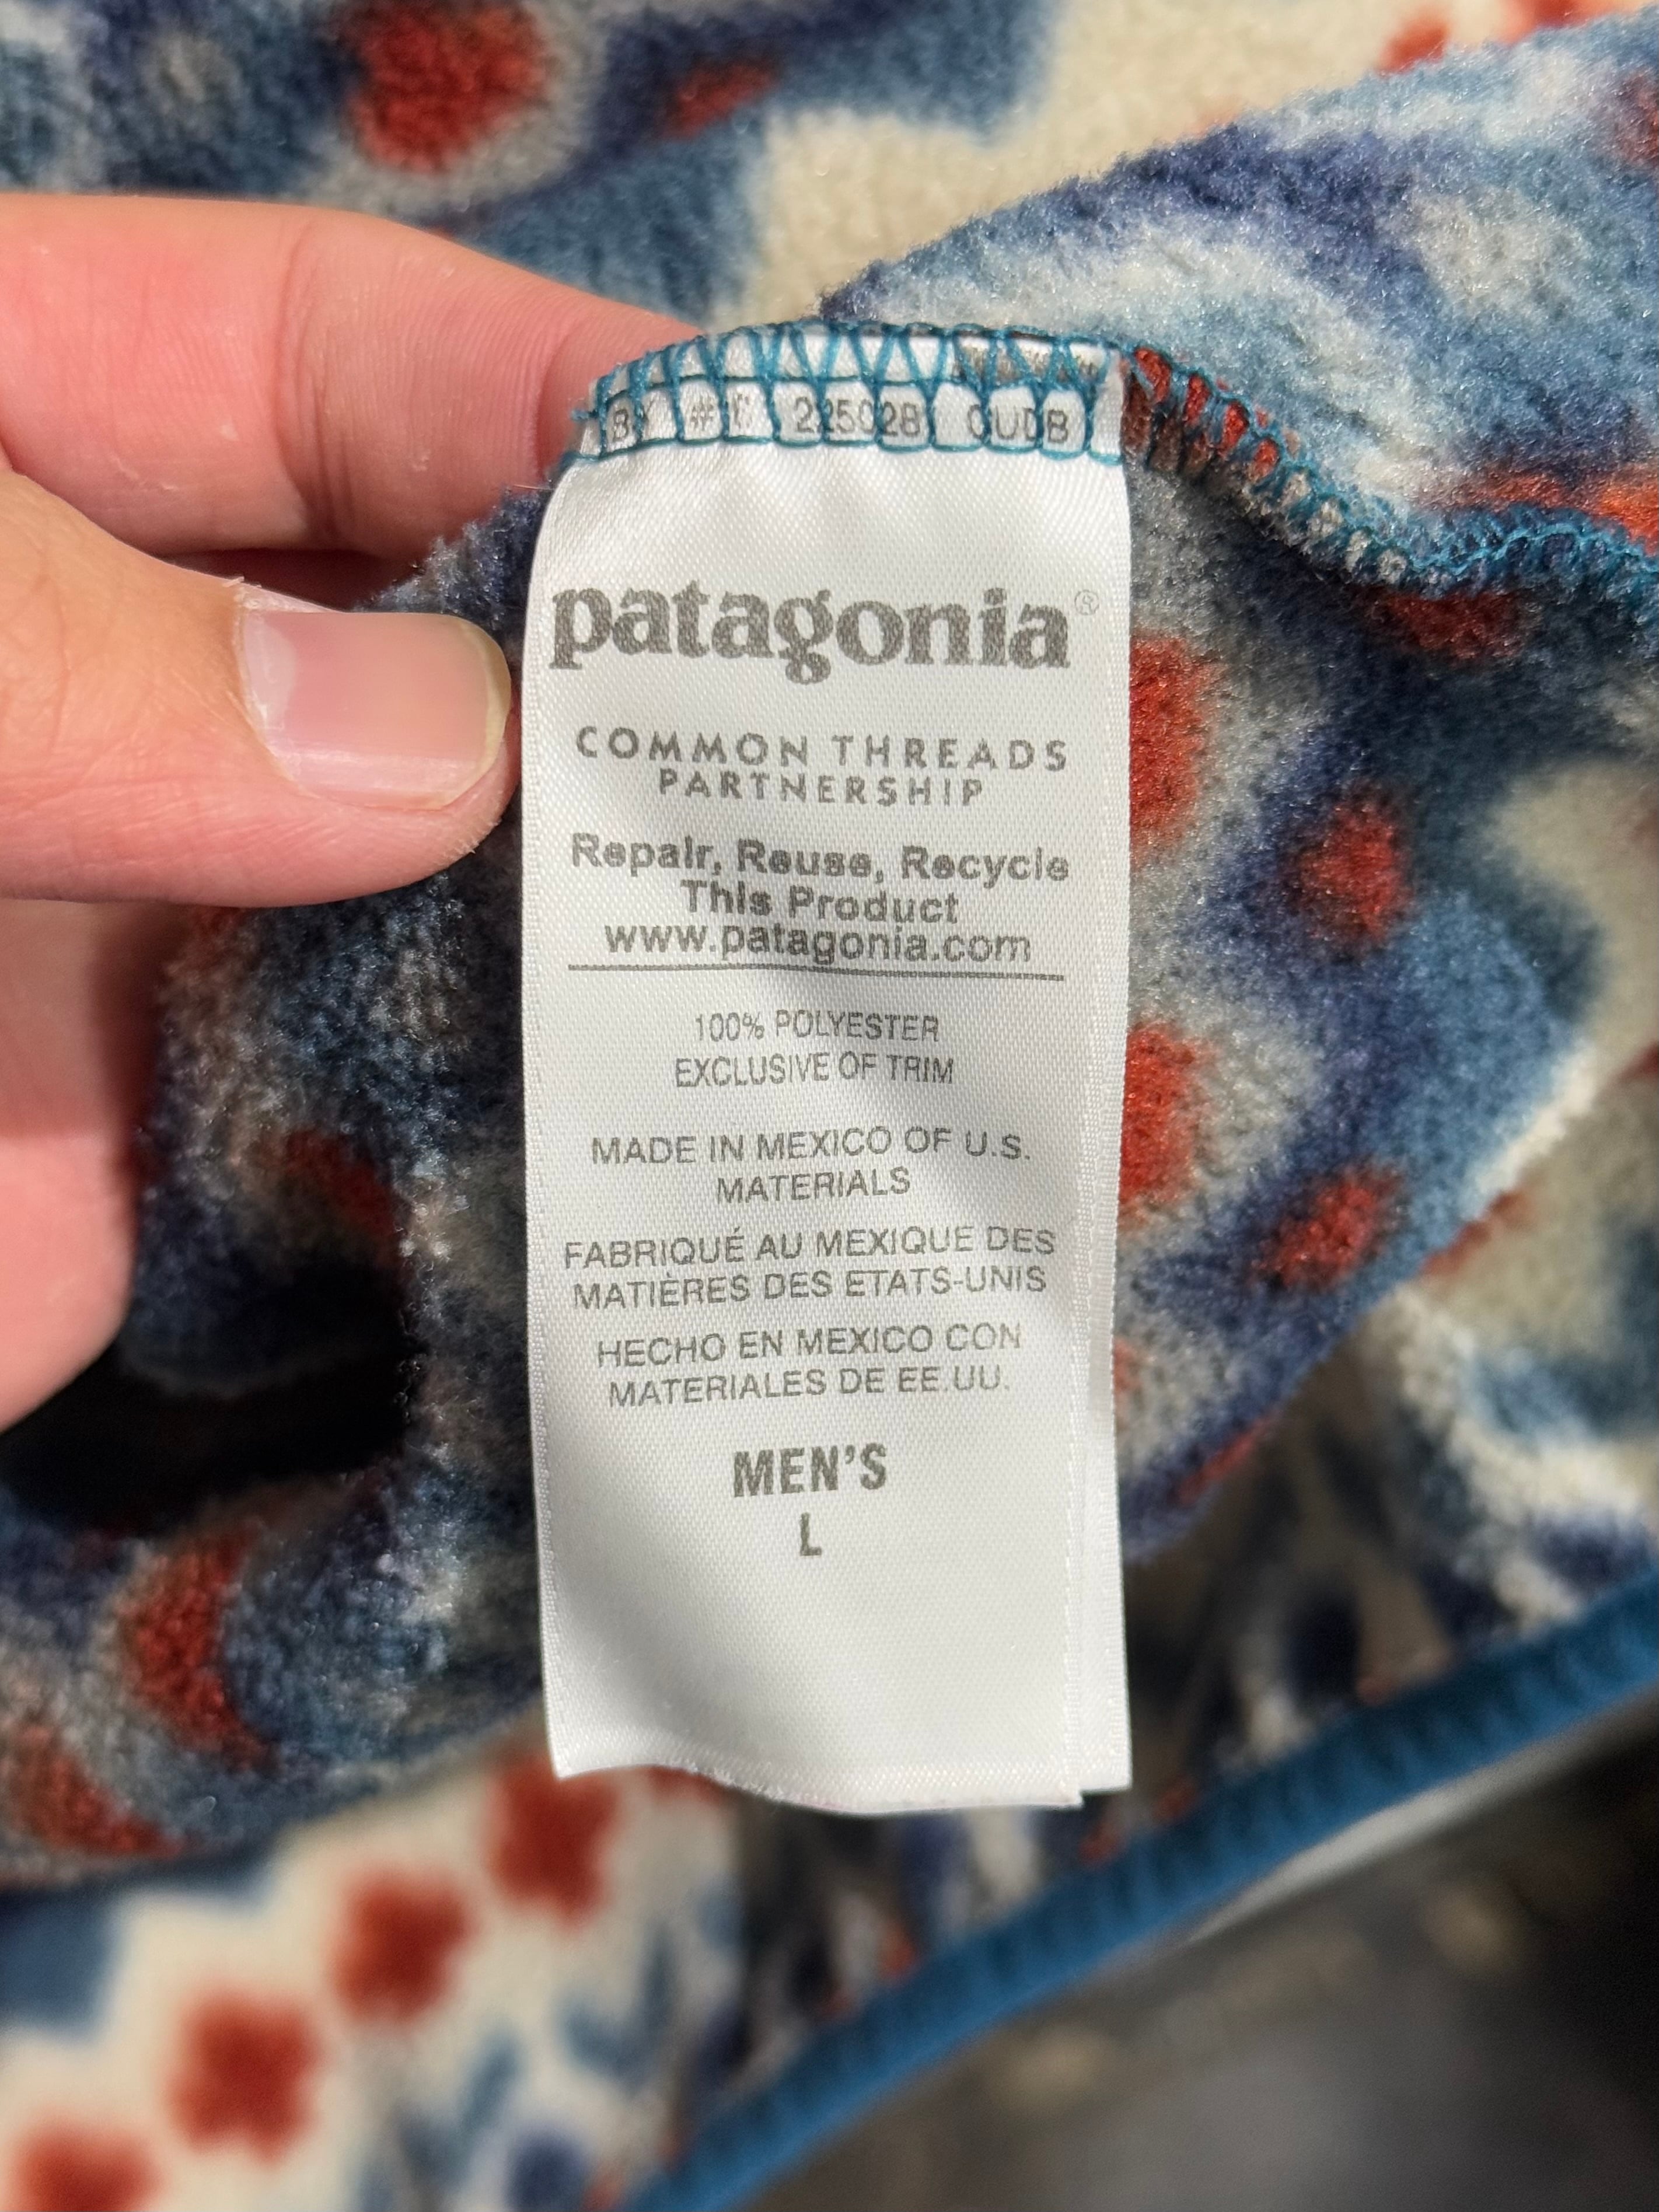 225028 CUDB
patagonia®
COMMON THREADS
PARTNERSHIP
Repair, Reuse, Recycle
This Product
www.patagonia.com
100% POLYESTER
EXCLUSIVE OF TRIM
MADE IN MEXICO OF U.S.
MATERIALS
FABRIQUÉ AU MEXIQUE DES
MATIÈRES DES ETATS-UNIS
HECHO EN MEXICO CON
MATERIALES DE EE.UU.
MEN'S
L